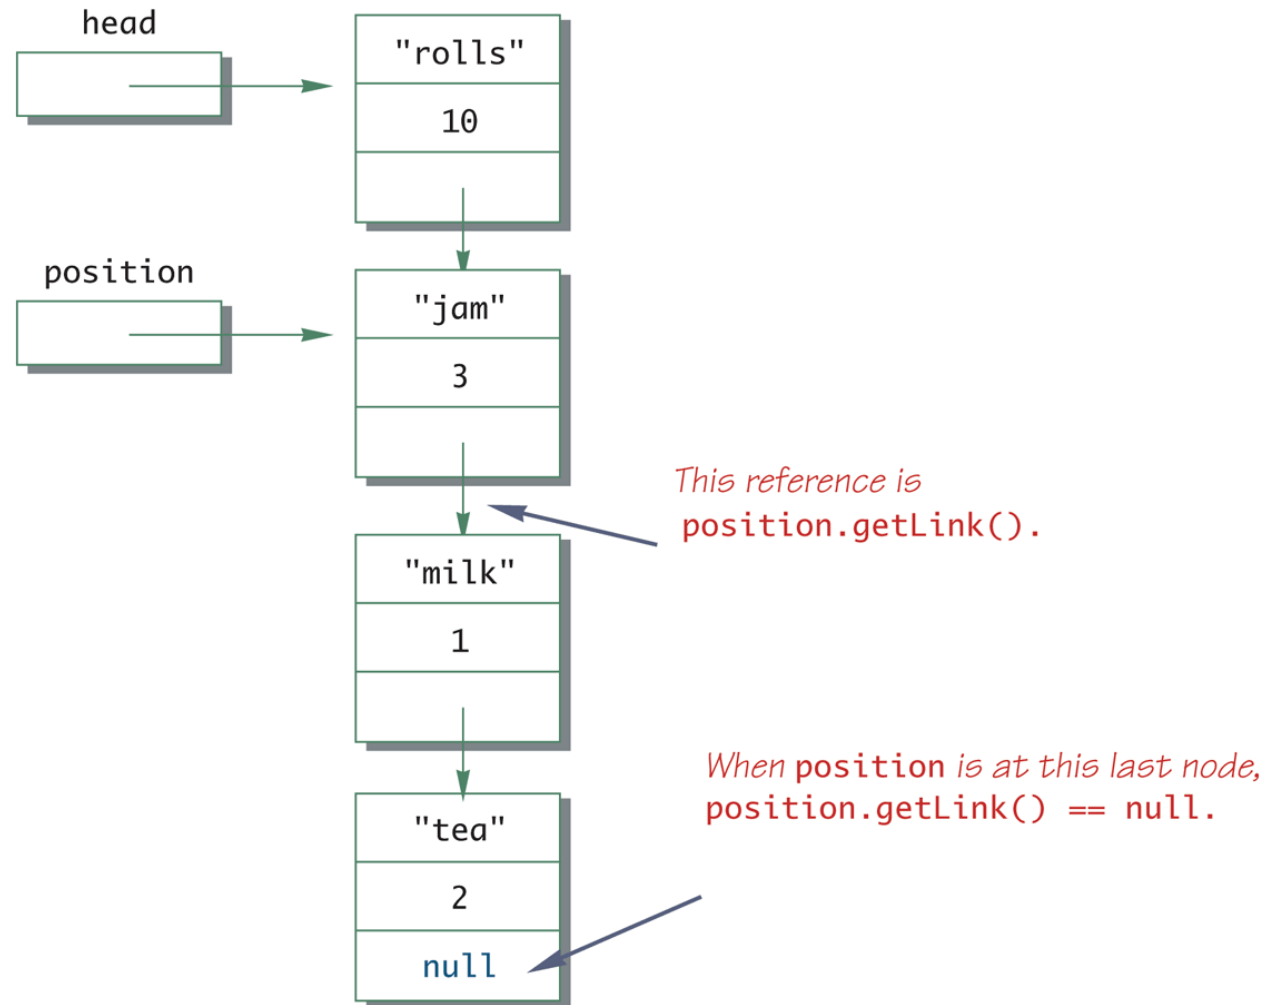 head
"rolls"
10
position
"jam"
3
This reference is
position.getLink().
"milk"
1
When position is at this last node,
position.getLink() == null.
"tea"
2
null